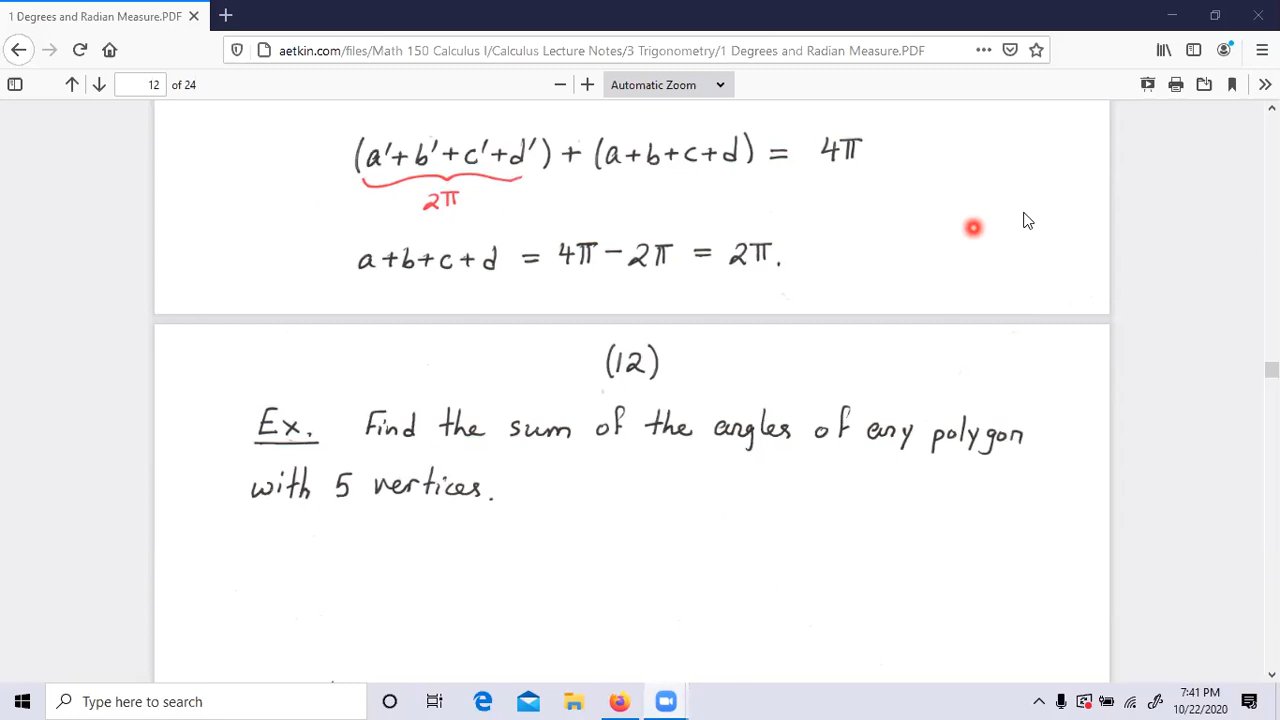 1 Degrees and Radian Measure.PDF
aetkin.com/files/Math 150 Calculus I/Calculus Lecture Notes/3 Trigonometry/1 Degrees and Radian Measure.PDF
12 of 24
Automatic Zoom
(a'+b'+c'+d')+(a+b+c+d) = 4π
2π
a+b+c+d = 4π-2π = 2π.
(12)
Ex. Find the sum of the angles of any polygon
with 5 vertices.
Type here to search
7:41 PM
10/22/2020